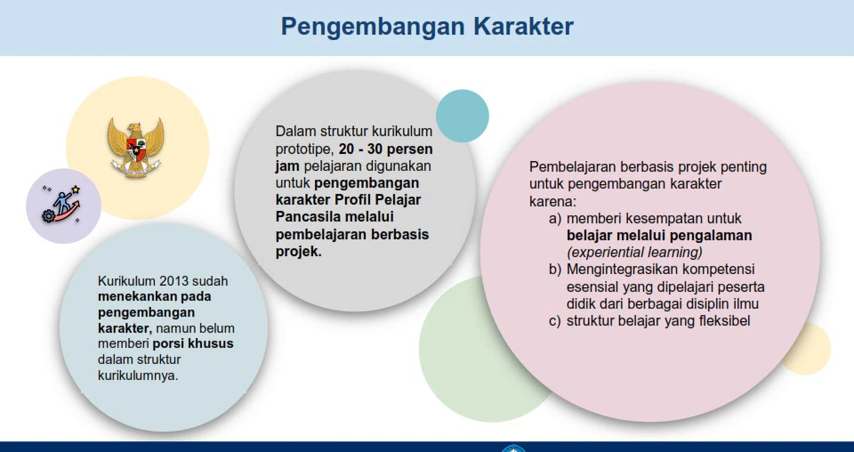 Pengembangan Karakter
Kurikulum 2013 sudah
menekankan pada
pengembangan
karakter, namun belum
memberi porsi khusus
dalam struktur
kurikulumnya.
Dalam struktur kurikulum
prototipe, 20 - 30 persen
jam pelajaran digunakan
untuk pengembangan
karakter Profil Pelajar
Pancasila melalui
pembelajaran berbasis
projek.
Pembelajaran berbasis projek penting
untuk pengembangan karakter
karena:
a) memberi kesempatan untuk
belajar melalui pengalaman
(experiential learning)
b) Mengintegrasikan kompetensi
esensial yang dipelajari peserta
didik dari berbagai disiplin ilmu
c) struktur belajar yang fleksibel